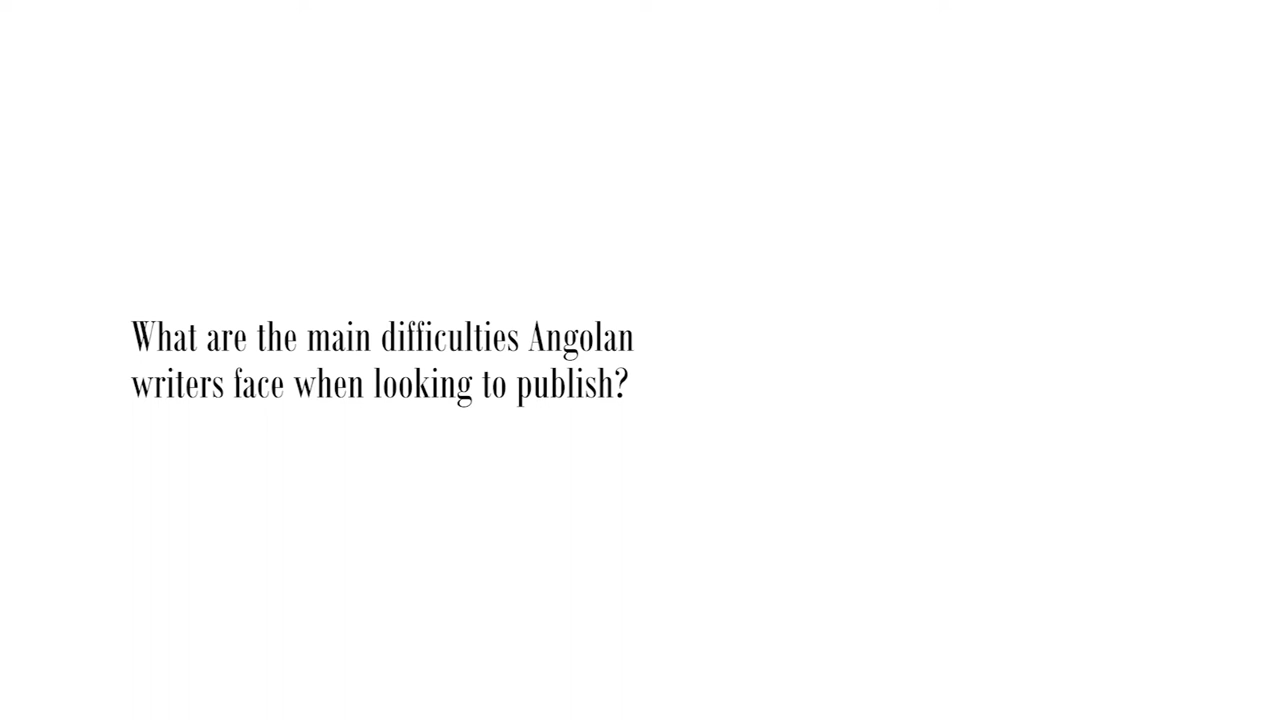 What are the main difficulties Angolan
writers face when looking to publish?